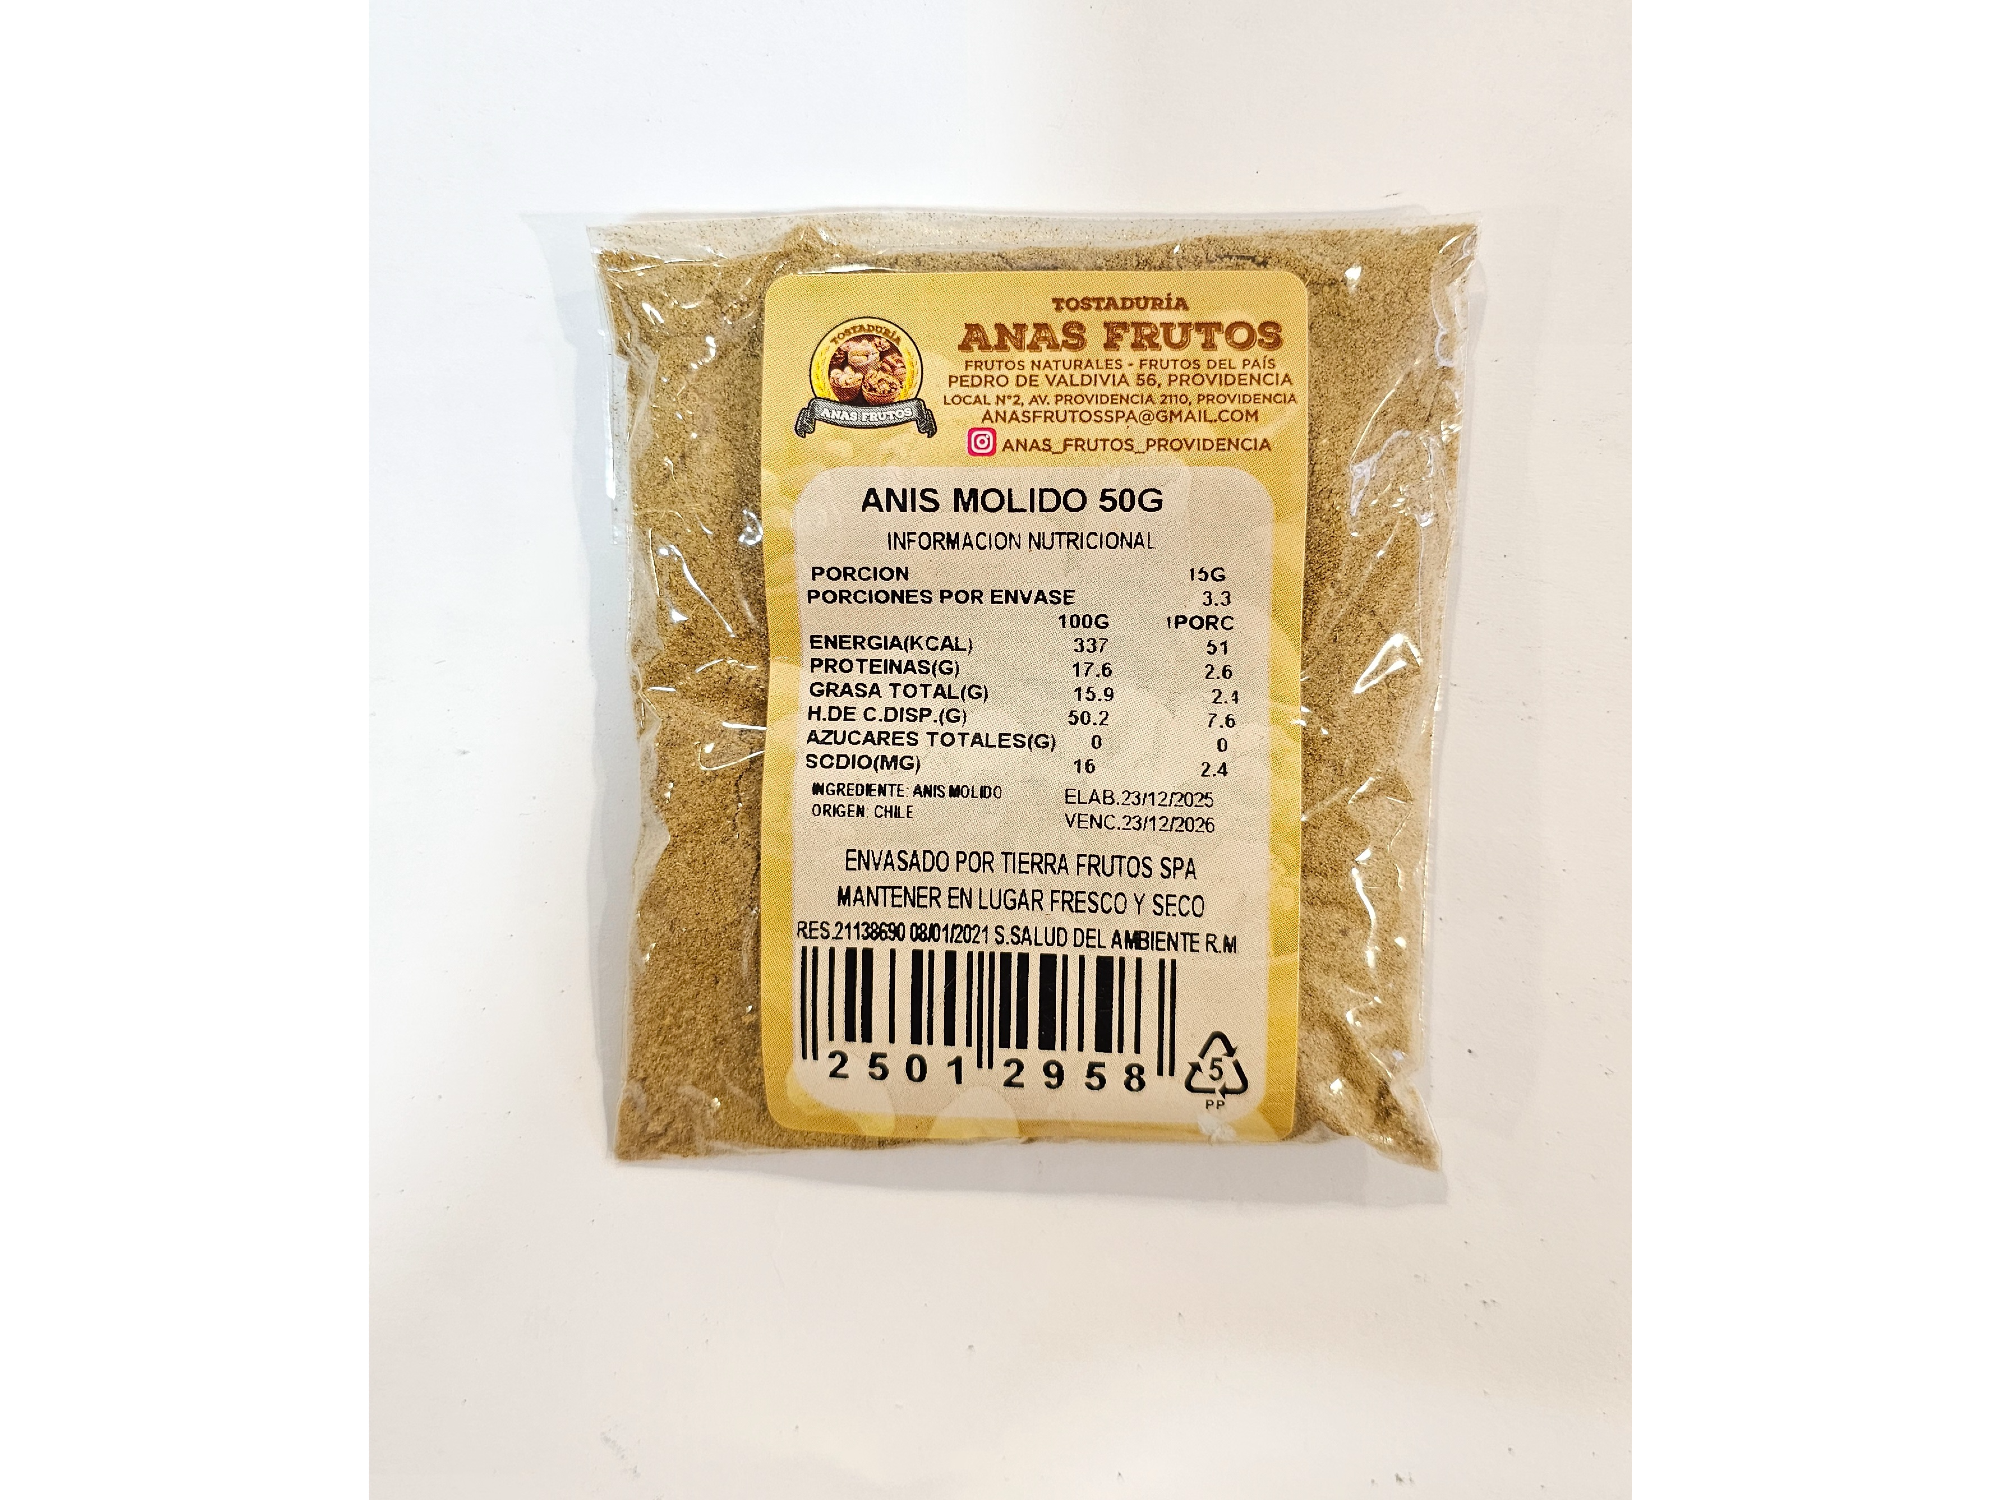 TOSTADURÍA
ANAS FRUTOS
TOSTADURÍA
ANAS FRUTOS
FRUTOS NATURALES - FRUTOS DEL PAÍS
PEDRO DE VALDIVIA 56, PROVIDENCIA
LOCAL N°2, AV. PROVIDENCIA 2110, PROVIDENCIA
ANASFRUTOSSPA@GMAIL.COM
ANAS_FRUTOS_PROVIDENCIA
ANIS MOLIDO 50G
INFORMACION NUTRICIONAL
PORCION 15G
PORCIONES POR ENVASE 3.3
100G 1PORC
ENERGIA(KCAL) 337 51
PROTEINAS(G) 17.6 2.6
GRASA TOTAL(G) 15.9 2.4
H.DE C.DISP.(G) 50.2 7.6
AZUCARES TOTALES(G) 0 0
SODIO(MG) 16 2.4
INGREDIENTE: ANIS MOLIDO ELAB.23/12/2025
ORIGEN: CHILE VENC.23/12/2026
ENVASADO POR TIERRA FRUTOS SPA
MANTENER EN LUGAR FRESCO Y SECO
RES.21138690 08/01/2021 S.SALUD DEL AMBIENTE R.M
2501 2958
5
PP